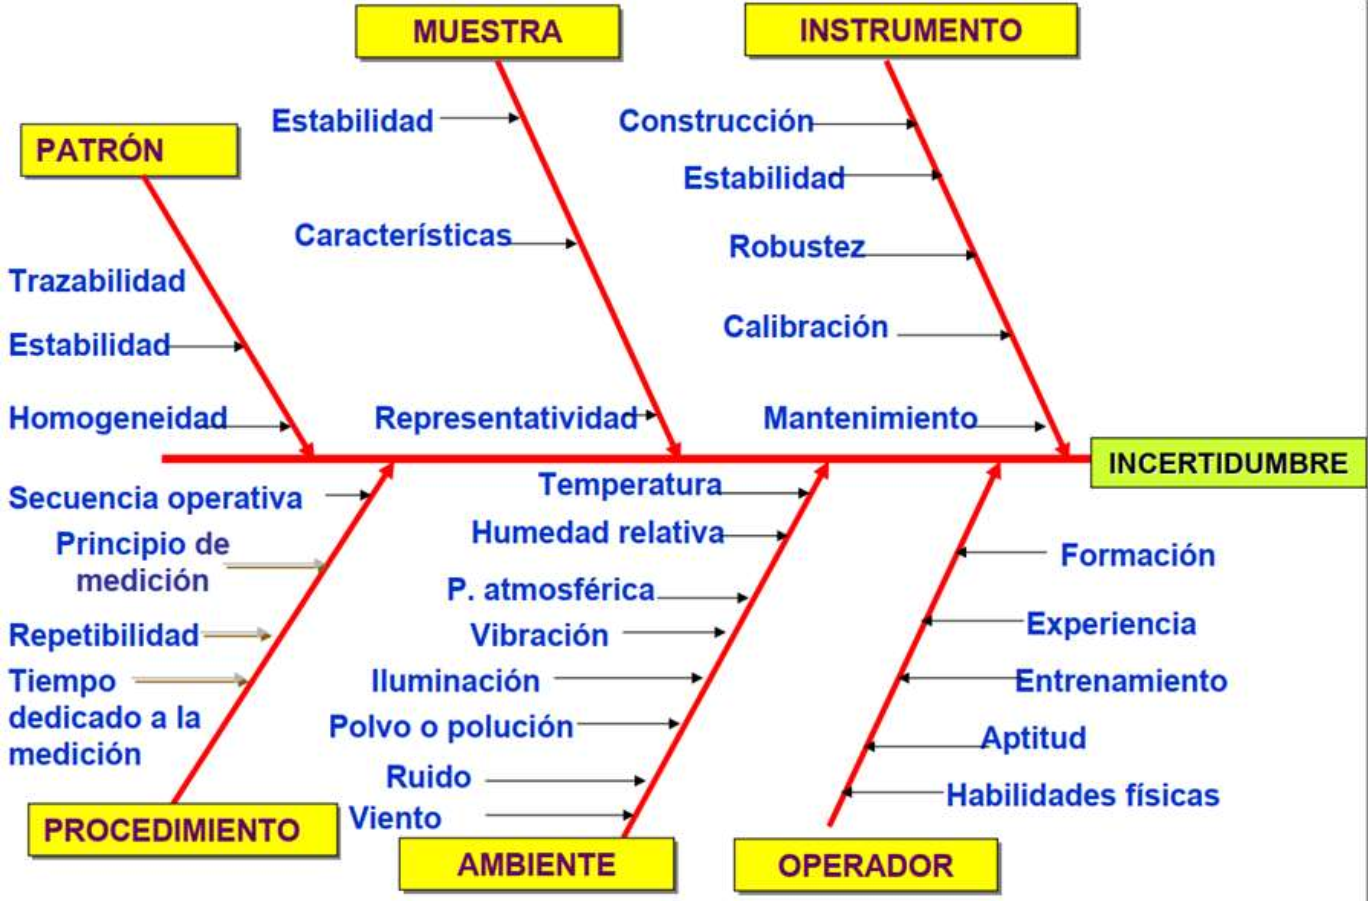 MUESTRA
INSTRUMENTO
PATRÓN
Estabilidad
Construcción
Estabilidad
Características
Robustez
Trazabilidad
Calibración
Estabilidad
Homogeneidad
Representatividad
Mantenimiento
INCERTIDUMBRE
Secuencia operativa
Principio de
medición
Repetibilidad
Tiempo
dedicado a la
medición
Temperatura
Humedad relativa
P. atmosférica
Vibración
Iluminación
Polvo o polución
Ruido
Viento
Formación
Experiencia
Entrenamiento
Aptitud
Habilidades físicas
PROCEDIMIENTO
AMBIENTE
OPERADOR